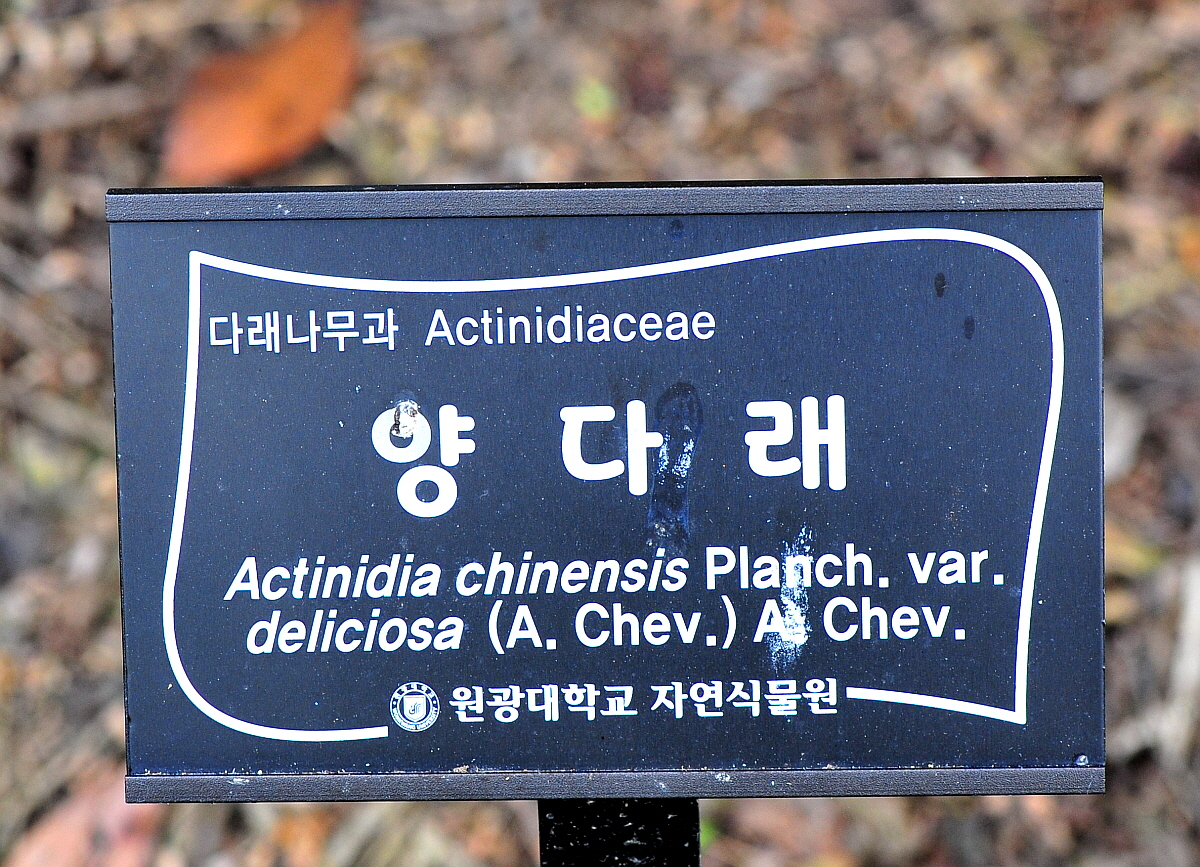 다래나무과 Actinidiaceae
양 다 래
Actinidia chinensis Planch. var.
deliciosa (A. Chev.) A. Chev.
원광대학교 자연식물원